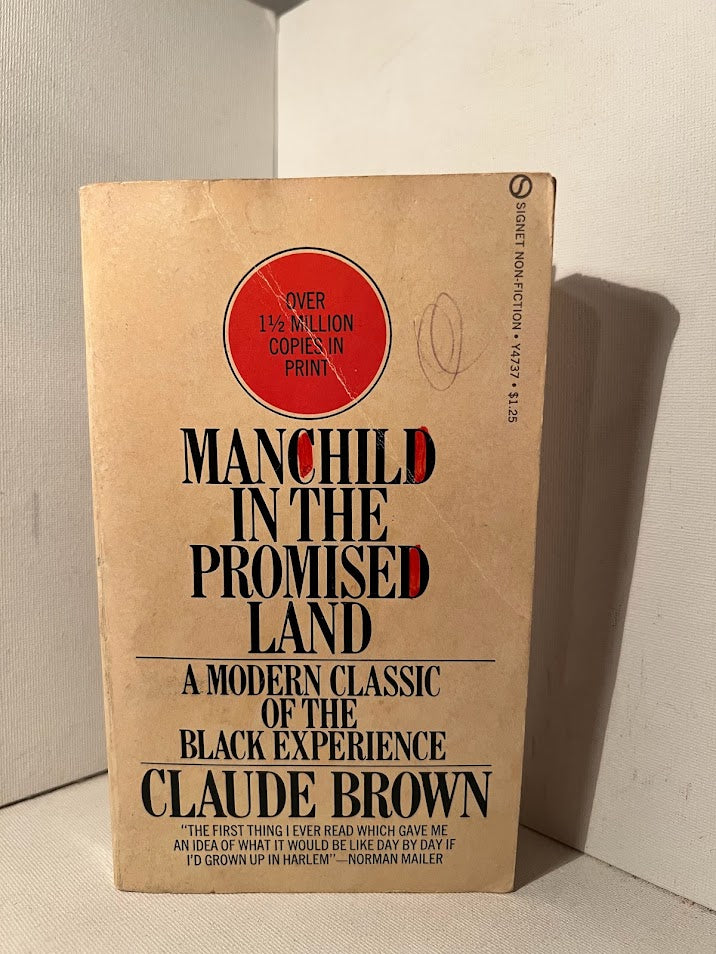 OVER
1½ MILLION
COPIES IN
PRINT
SIGNET NON-FICTION • Y4737 • $1.25
MANCHILD
IN THE
PROMISED
LAND
A MODERN CLASSIC
OF THE
BLACK EXPERIENCE
CLAUDE BROWN
"THE FIRST THING I EVER READ WHICH GAVE ME
AN IDEA OF WHAT IT WOULD BE LIKE DAY BY DAY IF
I'D GROWN UP IN HARLEM"—NORMAN MAILER